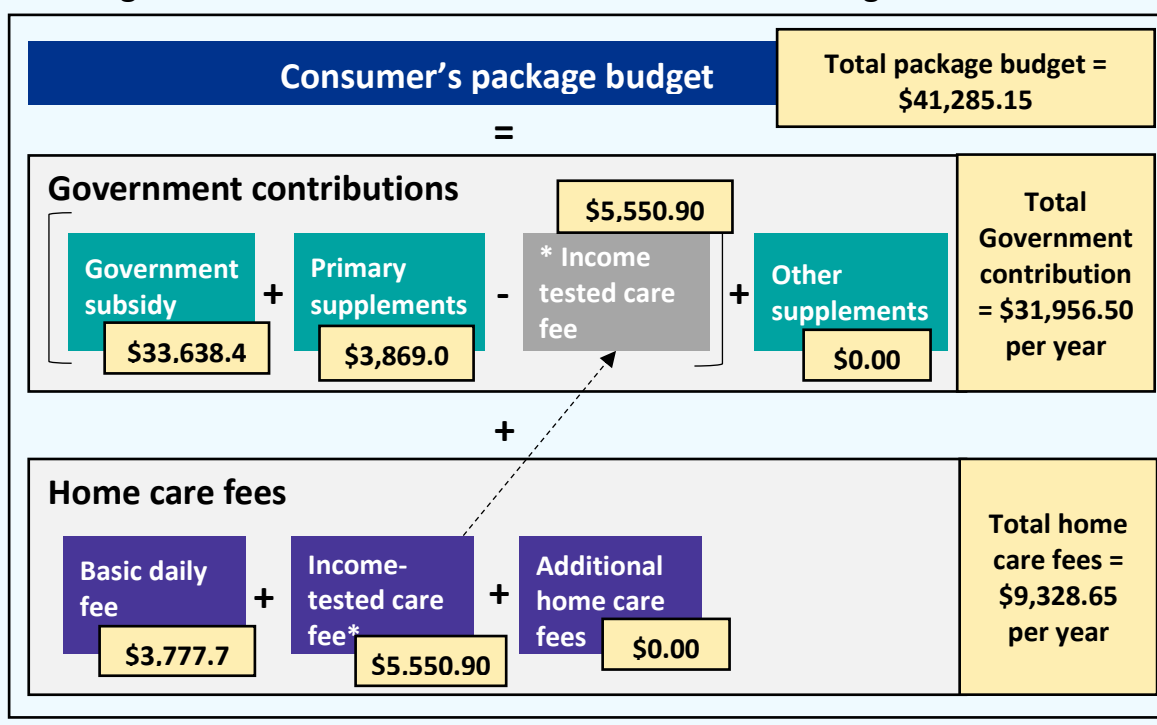 Consumer's package budget
Total package budget =
$41,285.15
=
Government contributions
$5,550.90
Government
subsidy
+
Primary
supplements
-
* Income
tested care
fee
+
Other
supplements
$33,638.4
$3,869.0
$0.00
Total
Government
contribution
= $31,956.50
per year
+
Home care fees
Basic daily
fee
+
Income-
tested care
fee*
+
Additional
home care
fees
$3,777.7
$5,550.90
$0.00
Total home
care fees =
$9,328.65
per year